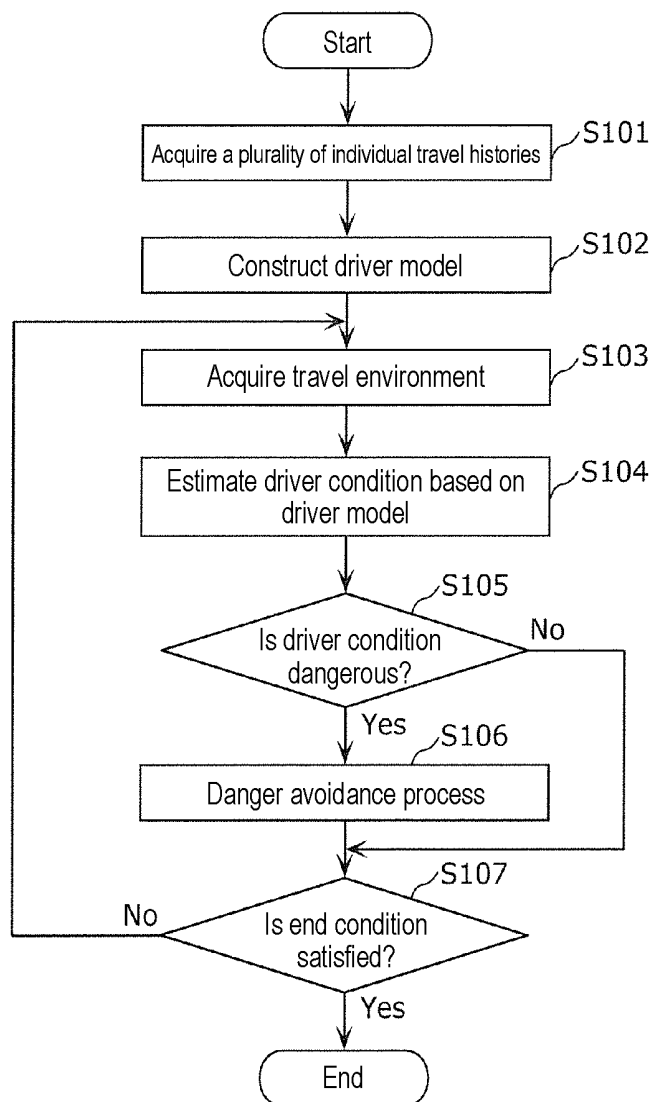 Start
Acquire a plurality of individual travel histories
S101
Construct driver model
S102
Acquire travel environment
S103
Estimate driver condition based on
driver model
S104
S105
Is driver condition
dangerous?
No
Yes
S106
Danger avoidance process
S107
No
Is end condition
satisfied?
Yes
End